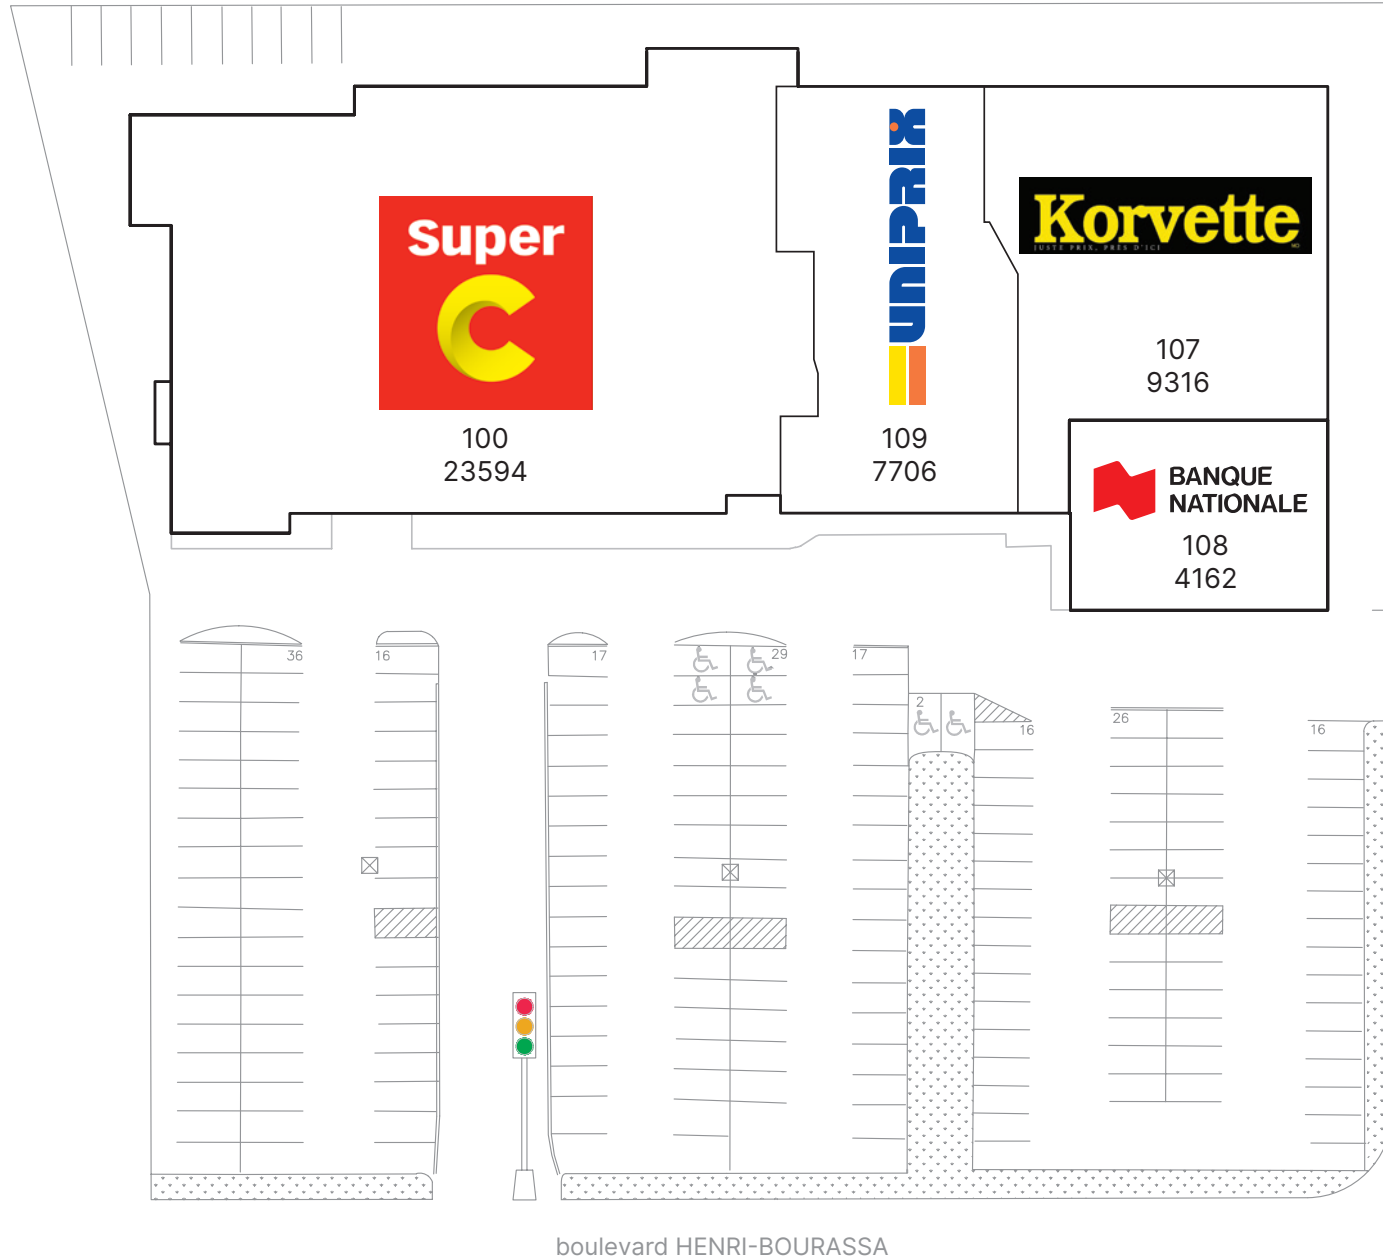 Super
C
100
23594
UNIPRIX
109
7706
Korvette
JUSTE PRIX, PRÈS D'ICI
MC
107
9316
BANQUE
NATIONALE
108
4162
36
16
17
29
17
2
16
26
16
boulevard HENRI-BOURASSA